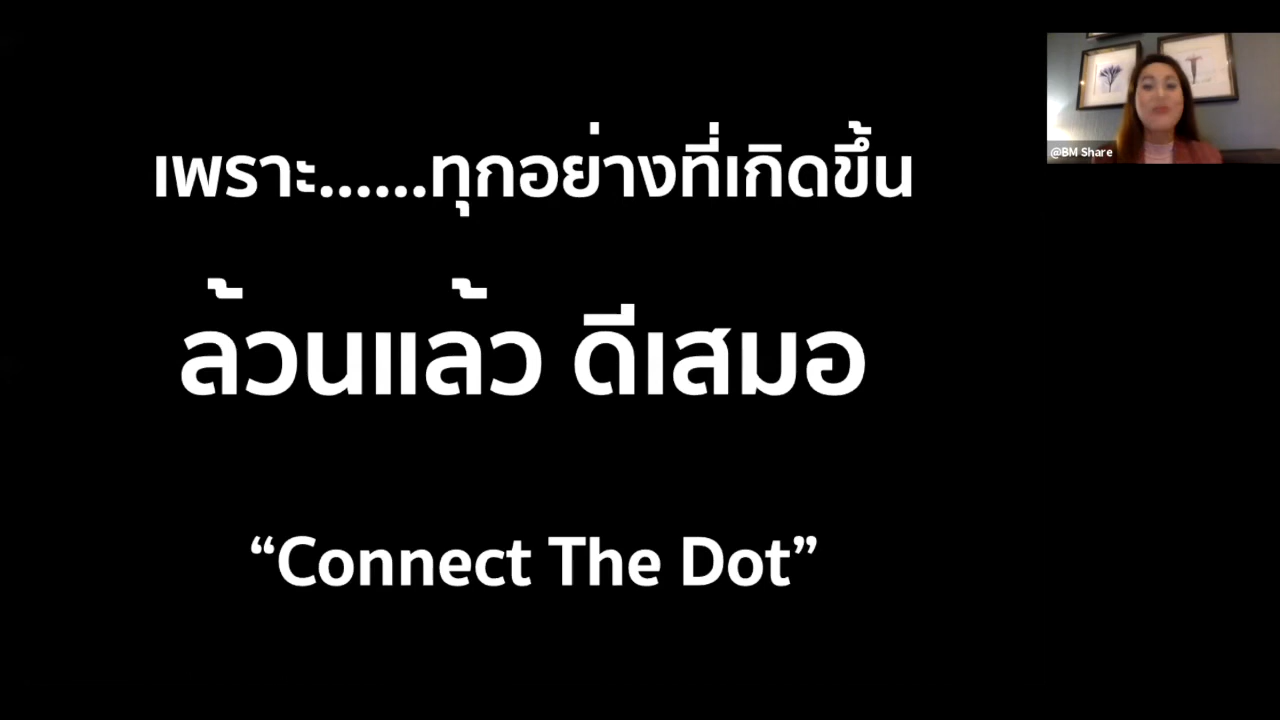 เพราะ......ทุกอย่างที่เกิดขึ้น
ล้วนแล้ว ดีเสมอ
“Connect The Dot”
@BM Share